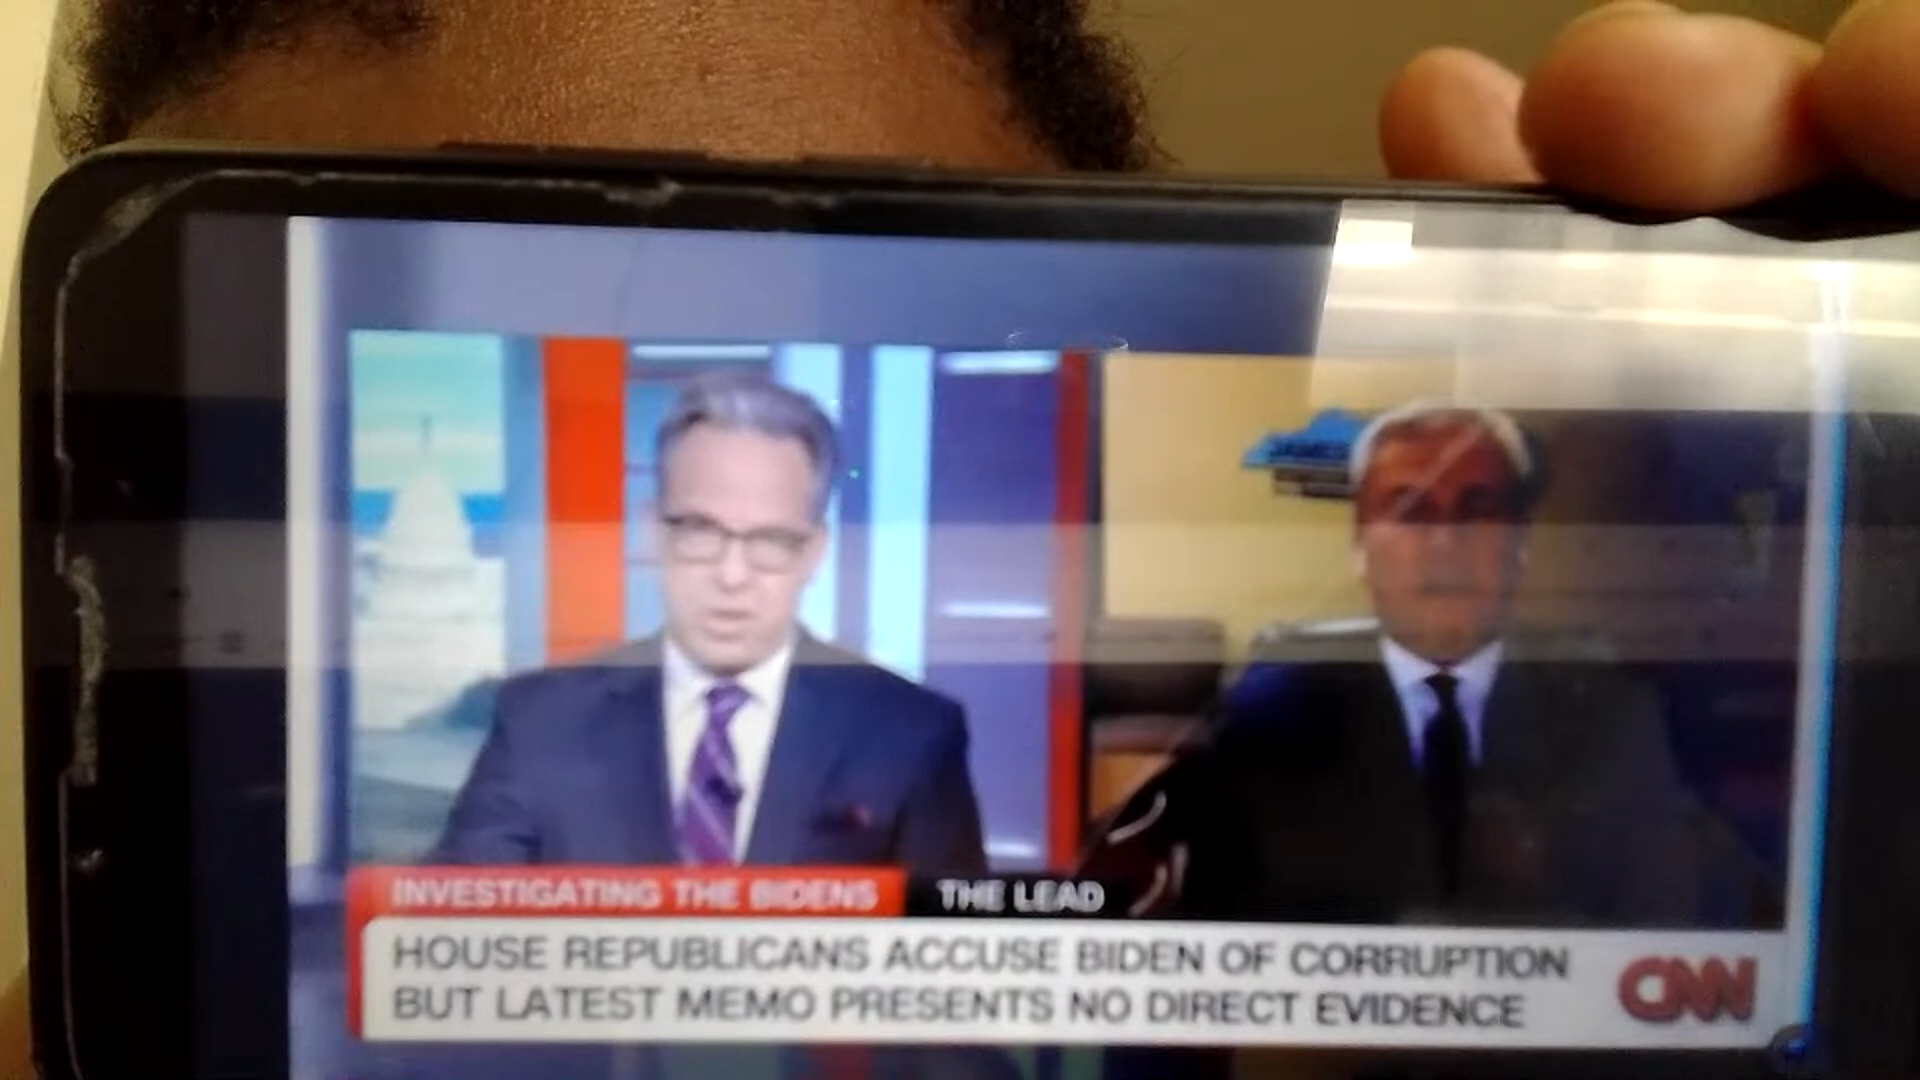 INVESTIGATING THE BIDENS THE LEAD
HOUSE REPUBLICANS ACCUSE BIDEN OF CORRUPTION
BUT LATEST MEMO PRESENTS NO DIRECT EVIDENCE
CNN